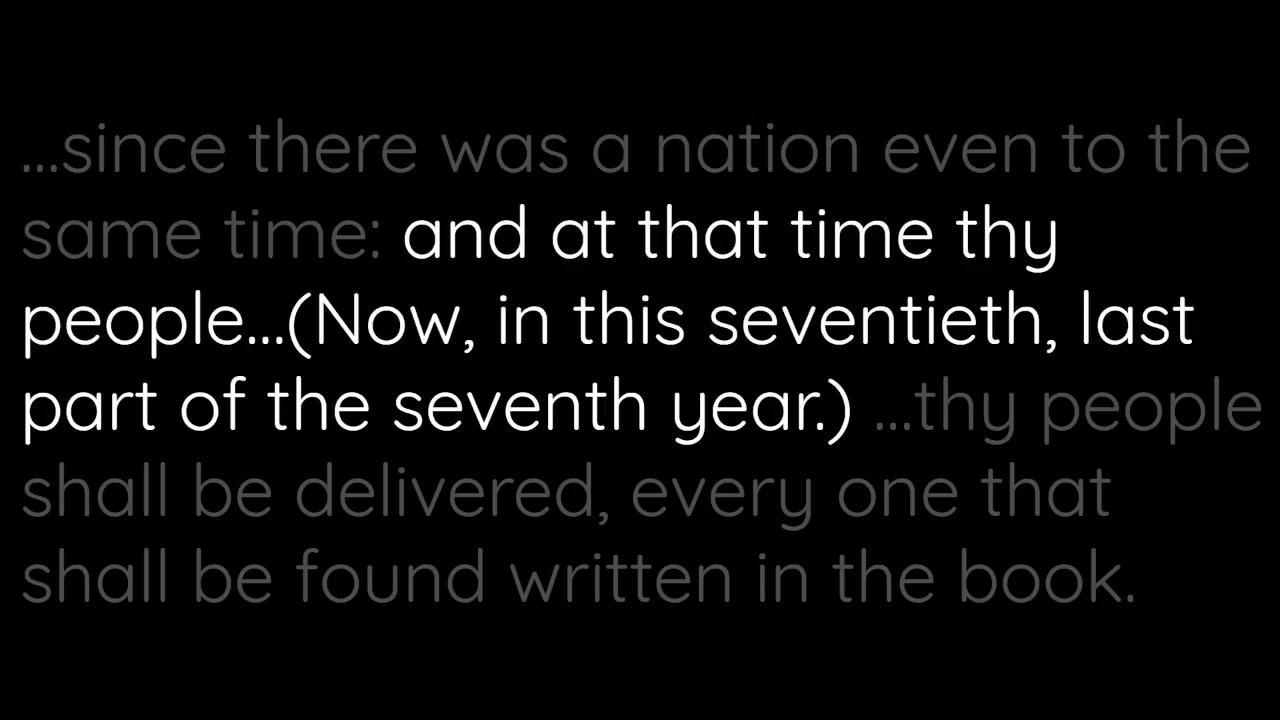 ...since there was a nation even to the
same time: and at that time thy
people...(Now, in this seventieth, last
part of the seventh year.) ...thy people
shall be delivered, every one that
shall be found written in the book.